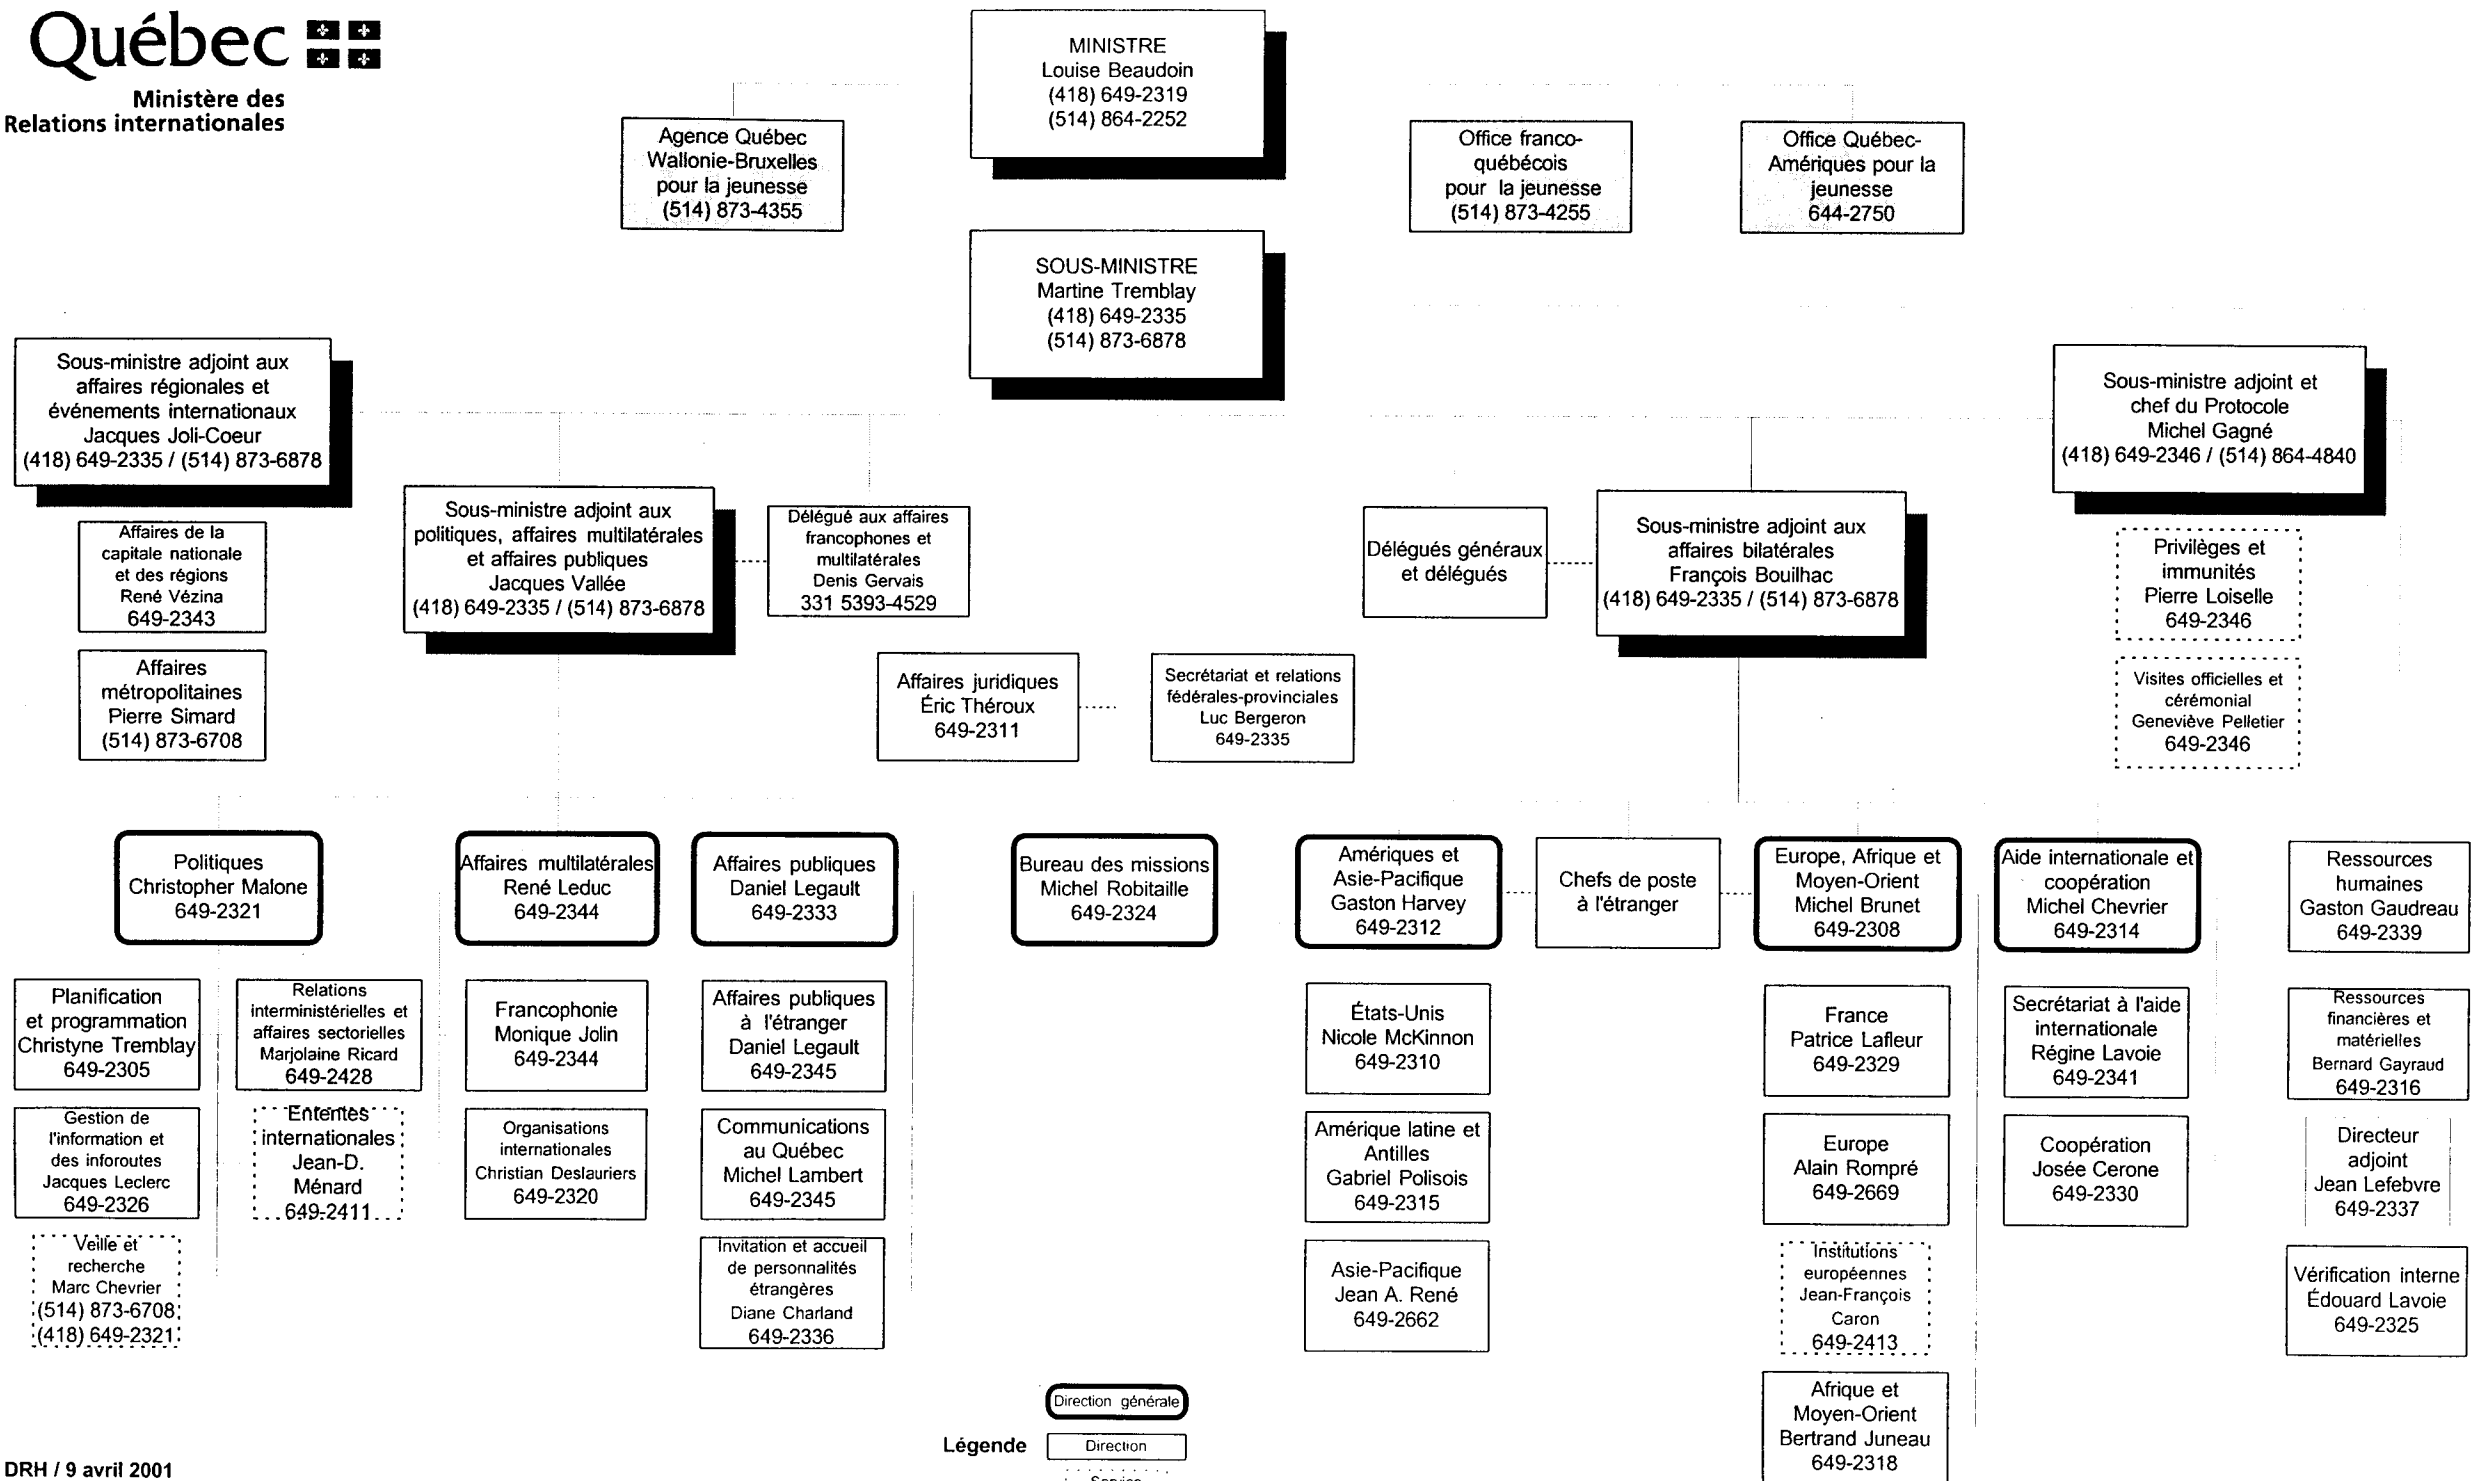 Québec
Ministère des
Relations internationales
MINISTRE
Louise Beaudoin
(418) 649-2319
(514) 864-2252
Agence Québec
Wallonie-Bruxelles
pour la jeunesse
(514) 873-4355
Office franco-
québécois
pour la jeunesse
(514) 873-4255
Office Québec-
Amériques pour la
jeunesse
644-2750
SOUS-MINISTRE
Martine Tremblay
(418) 649-2335
(514) 873-6878
Sous-ministre adjoint aux
affaires régionales et
événements internationaux
Jacques Joli-Coeur
(418) 649-2335 / (514) 873-6878
Sous-ministre adjoint et
chef du Protocole
Michel Gagné
(418) 649-2346 / (514) 864-4840
Sous-ministre adjoint aux
politiques, affaires multilatérales
et affaires publiques
Jacques Vallée
(418) 649-2335 / (514) 873-6878
Délégué aux affaires
francophones et
multilatérales
Denis Gervais
331 5393-4529
Délégués généraux
et délégués
Sous-ministre adjoint aux
affaires bilatérales
François Bouilhac
(418) 649-2335 / (514) 873-6878
Affaires de la
capitale nationale
et des régions
René Vézina
649-2343
Privilèges et
immunités
Pierre Loiselle
649-2346
Affaires
métropolitaines
Pierre Simard
(514) 873-6708
Affaires juridiques
Éric Théroux
649-2311
Secrétariat et relations
fédérales-provinciales
Luc Bergeron
649-2335
Visites officielles et
cérémonial
Geneviève Pelletier
649-2346
Politiques
Christopher Malone
649-2321
Affaires multilatérales
René Leduc
649-2344
Affaires publiques
Daniel Legault
649-2333
Bureau des missions
Michel Robitaille
649-2324
Amériques et
Asie-Pacifique
Gaston Harvey
649-2312
Chefs de poste
à l'étranger
Europe, Afrique et
Moyen-Orient
Michel Brunet
649-2308
Aide internationale et
coopération
Michel Chevrier
649-2314
Ressources
humaines
Gaston Gaudreau
649-2339
Planification
et programmation
Christyne Tremblay
649-2305
Relations
interministérielles et
affaires sectorielles
Marjolaine Ricard
649-2428
Francophonie
Monique Jolin
649-2344
Affaires publiques
à l'étranger
Daniel Legault
649-2345
États-Unis
Nicole McKinnon
649-2310
France
Patrice Lafleur
649-2329
Secrétariat à l'aide
internationale
Régine Lavoie
649-2341
Ressources
financières et
matérielles
Bernard Gayraud
649-2316
Gestion de
l'information et
des inforoutes
Jacques Leclerc
649-2326
Ententes
internationales
Jean-D.
Ménard
649-2411
Organisations
internationales
Christian Deslauriers
649-2320
Communications
au Québec
Michel Lambert
649-2345
Amérique latine et
Antilles
Gabriel Polisois
649-2315
Europe
Alain Rompré
649-2669
Coopération
Josée Cerone
649-2330
Directeur
adjoint
Jean Lefebvre
649-2337
Veille et
recherche
Marc Chevrier
(514) 873-6708
(418) 649-2321
Invitation et accueil
de personnalités
étrangères
Diane Charland
649-2336
Asie-Pacifique
Jean A. René
649-2662
Institutions
européennes
Jean-François
Caron
649-2413
Vérification interne
Édouard Lavoie
649-2325
Afrique et
Moyen-Orient
Bertrand Juneau
649-2318
Légende
Direction générale
Direction
Service
DRH / 9 avril 2001